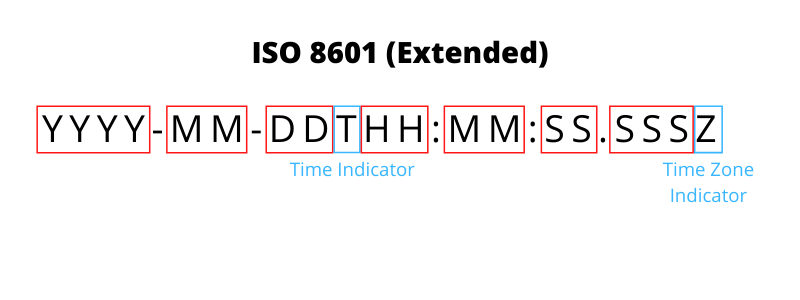 ISO 8601 (Extended)
YYYY-MM-DDTHH:MM:SS.SSSZ
Time Indicator
Time Zone
Indicator